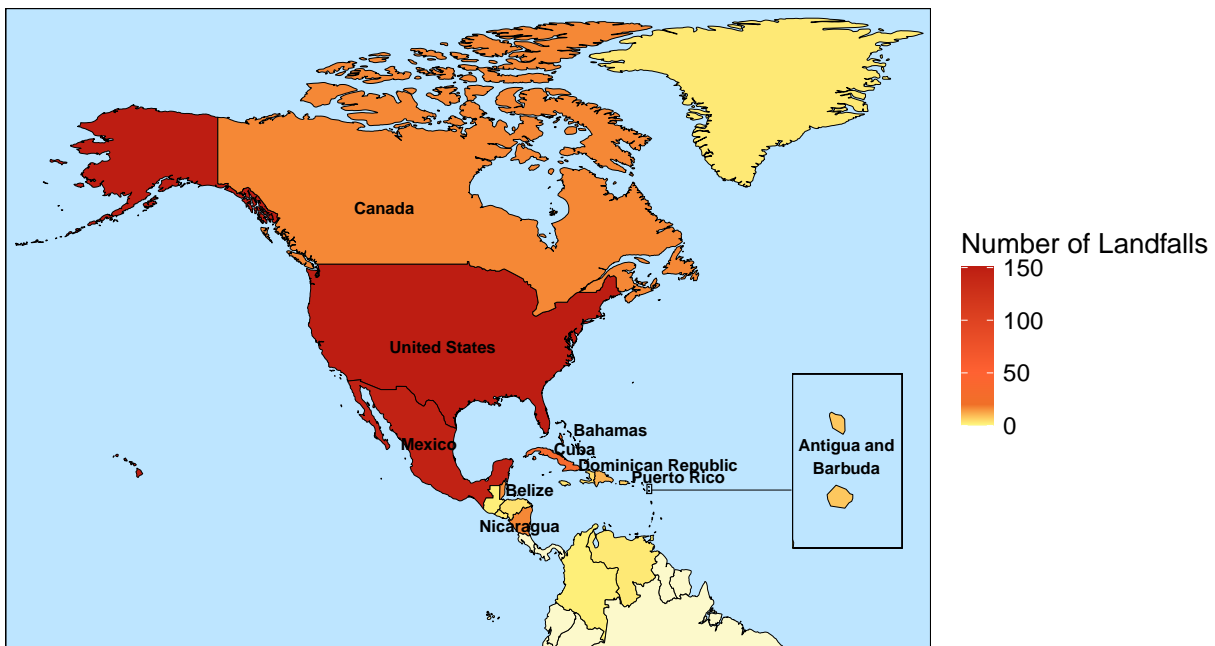 Canada
United States
Mexico
Bahamas
Cuba
Dominican Republic
Puerto Rico
Belize
Nicaragua
Antigua and
Barbuda
Number of Landfalls
150
100
50
0